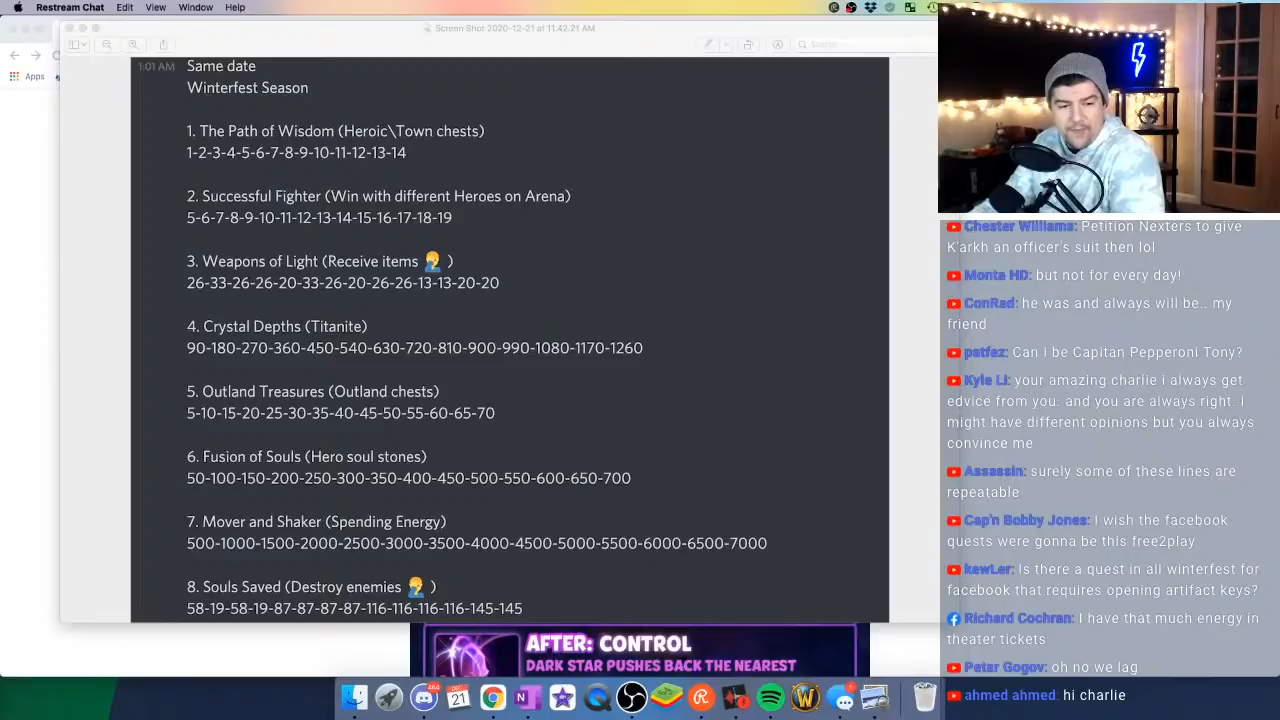 Restream Chat Edit View Window Help
Screen Shot 2020-12-21 at 11.42.21 AM
Search
Apps
1:01 AM Same date
Winterfest Season
1. The Path of Wisdom (Heroic\Town chests)
1-2-3-4-5-6-7-8-9-10-11-12-13-14
2. Successful Fighter (Win with different Heroes on Arena)
5-6-7-8-9-10-11-12-13-14-15-16-17-18-19
3. Weapons of Light (Receive items 🤦 )
26-33-26-26-20-33-26-20-26-26-13-13-20-20
4. Crystal Depths (Titanite)
90-180-270-360-450-540-630-720-810-900-990-1080-1170-1260
5. Outland Treasures (Outland chests)
5-10-15-20-25-30-35-40-45-50-55-60-65-70
6. Fusion of Souls (Hero soul stones)
50-100-150-200-250-300-350-400-450-500-550-600-650-700
7. Mover and Shaker (Spending Energy)
500-1000-1500-2000-2500-3000-3500-4000-4500-5000-5500-6000-6500-7000
8. Souls Saved (Destroy enemies 🤦 )
58-19-58-19-87-87-87-87-116-116-116-116-145-145
AFTER: CONTROL
DARK STAR PUSHES BACK THE NEAREST
464
DEC
21
N
Chester Williams: Petition Nexters to give
K'arkh an officer's suit then lol
Monta HD: but not for every day!
ConRad: he was and always will be.. my
friend
patfez: Can i be Capitan Pepperoni Tony?
Kyle Li: your amazing charlie i always get
edvice from you. and you are always right. i
might have different opinions but you always
convince me
Assassin: surely some of these lines are
repeatable
Cap'n Bobby Jones: I wish the facebook
quests were gonna be this free2play
kewLer: Is there a quest in all winterfest for
facebook that requires opening artifact keys?
Richard Cochran: I have that much energy in
theater tickets
Petar Gogov: oh no we lag
ahmed ahmed: hi charlie